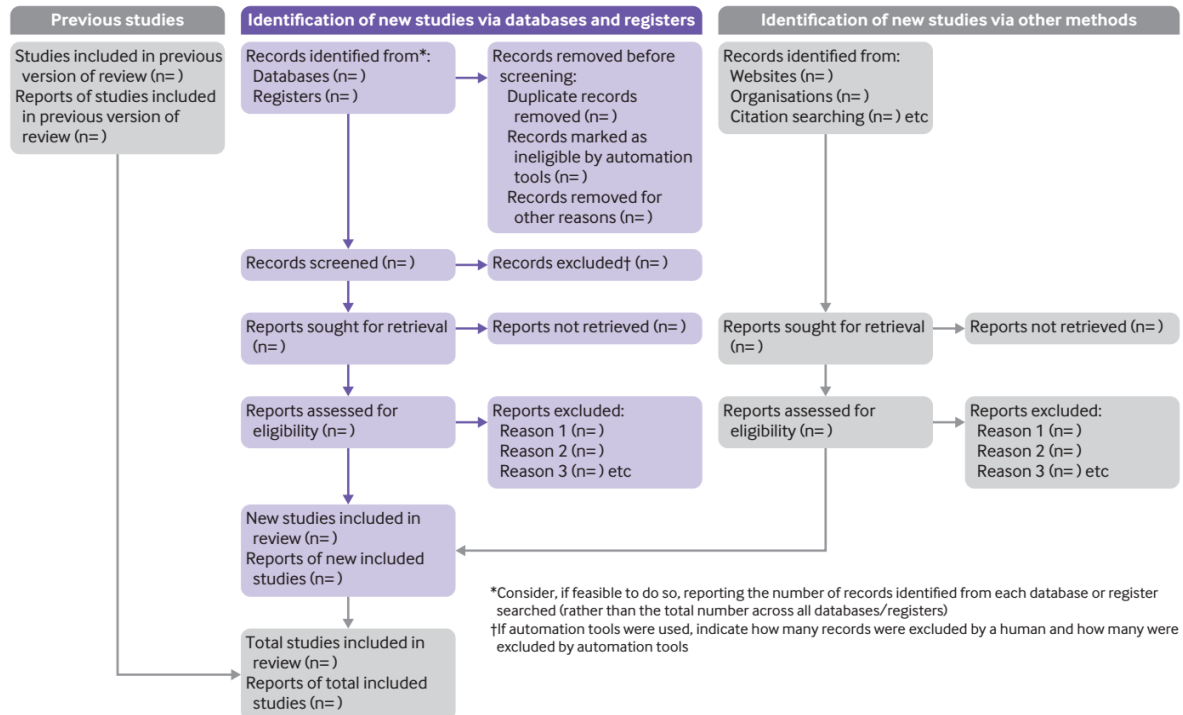 Previous studies
Studies included in previous
version of review (n= )
Reports of studies included
in previous version of
review (n= )
Identification of new studies via databases and registers
Records identified from*:
Databases (n= )
Registers (n= )
Records removed before
screening:
Duplicate records
removed (n= )
Records marked as
ineligible by automation
tools (n= )
Records removed for
other reasons (n= )
Records screened (n= )
Records excluded† (n= )
Reports sought for retrieval
(n= )
Reports not retrieved (n= )
Reports assessed for
eligibility (n= )
Reports excluded:
Reason 1 (n= )
Reason 2 (n= )
Reason 3 (n= ) etc
New studies included in
review (n= )
Reports of new included
studies (n= )
Total studies included in
review (n= )
Reports of total included
studies (n= )
Identification of new studies via other methods
Records identified from:
Websites (n= )
Organisations (n= )
Citation searching (n= ) etc
Reports sought for retrieval
(n= )
Reports not retrieved (n= )
Reports assessed for
eligibility (n= )
Reports excluded:
Reason 1 (n= )
Reason 2 (n= )
Reason 3 (n= ) etc
*Consider, if feasible to do so, reporting the number of records identified from each database or register
searched (rather than the total number across all databases/registers)
†If automation tools were used, indicate how many records were excluded by a human and how many were
excluded by automation tools